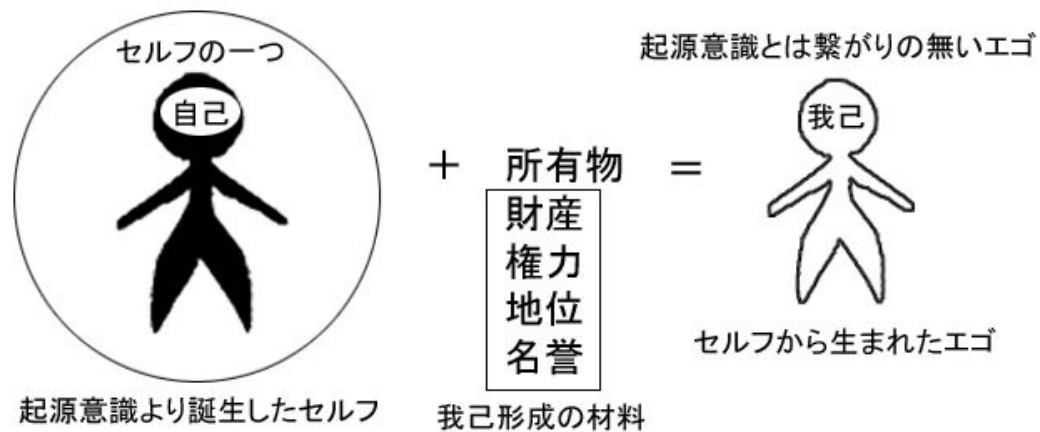 セルフの一つ
自己
起源意識より誕生したセルフ
+
所有物
財産
権力
地位
名誉
我己形成の材料
=
起源意識とは繋がりの無いエゴ
我己
セルフから生まれたエゴ